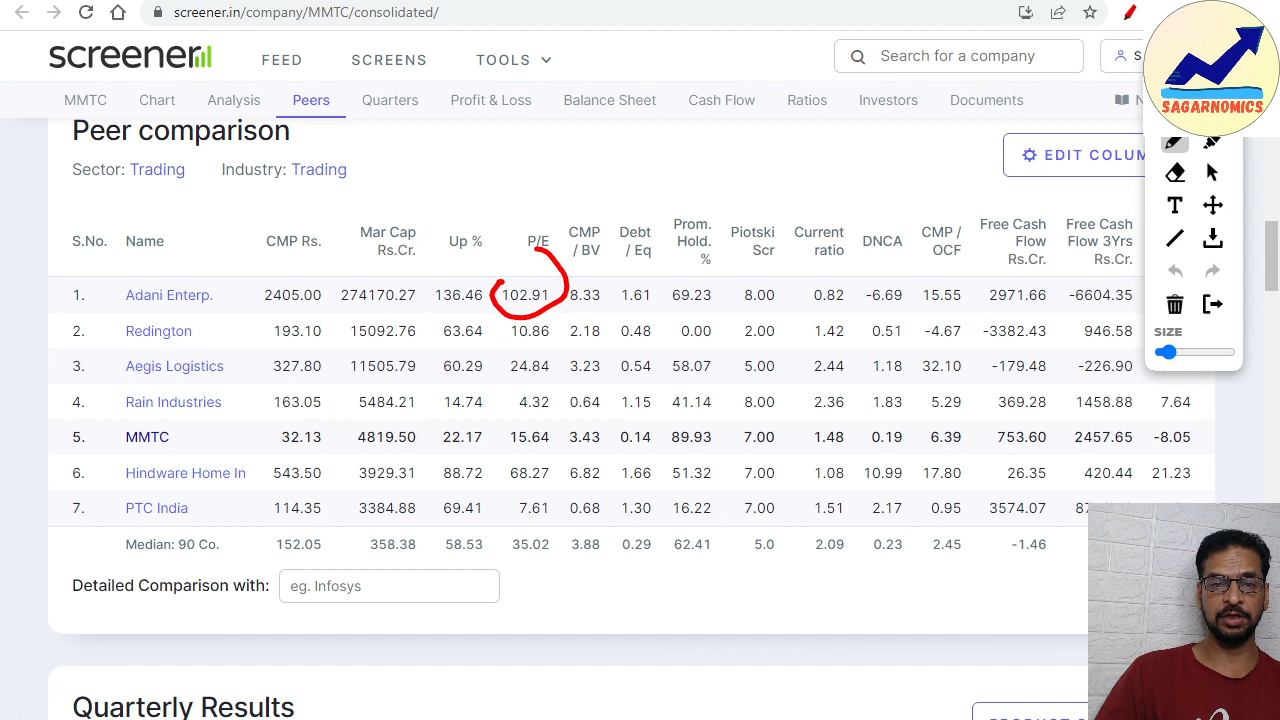 screener.in/company/MMTC/consolidated/
screener FEED SCREENS TOOLS Search for a company S
MMTC Chart Analysis Peers Quarters Profit & Loss Balance Sheet Cash Flow Ratios Investors Documents N
SAGARNOMICS
Peer comparison
Sector: Trading Industry: Trading
EDIT COLUM
S.No. Name CMP Rs. Mar Cap Rs.Cr. Up % P/E CMP / BV Debt / Eq Prom. Hold. % Piotski Scr Current ratio DNCA CMP / OCF Free Cash Flow Rs.Cr. Free Cash Flow 3Yrs Rs.Cr.
1. Adani Enterp. 2405.00 274170.27 136.46 102.91 8.33 1.61 69.23 8.00 0.82 -6.69 15.55 2971.66 -6604.35
2. Redington 193.10 15092.76 63.64 10.86 2.18 0.48 0.00 2.00 1.42 0.51 -4.67 -3382.43 946.58
3. Aegis Logistics 327.80 11505.79 60.29 24.84 3.23 0.54 58.07 5.00 2.44 1.18 32.10 -179.48 -226.90
4. Rain Industries 163.05 5484.21 14.74 4.32 0.64 1.15 41.14 8.00 2.36 1.83 5.29 369.28 1458.88 7.64
5. MMTC 32.13 4819.50 22.17 15.64 3.43 0.14 89.93 7.00 1.48 0.19 6.39 753.60 2457.65 -8.05
6. Hindware Home In 543.50 3929.31 88.72 68.27 6.82 1.66 51.32 7.00 1.08 10.99 17.80 26.35 420.44 21.23
7. PTC India 114.35 3384.88 69.41 7.61 0.68 1.30 16.22 7.00 1.51 2.17 0.95 3574.07
Median: 90 Co. 152.05 358.38 58.53 35.02 3.88 0.29 62.41 5.0 2.09 0.23 2.45 -1.46
T
SIZE
Detailed Comparison with: eg. Infosys
Quarterly Results